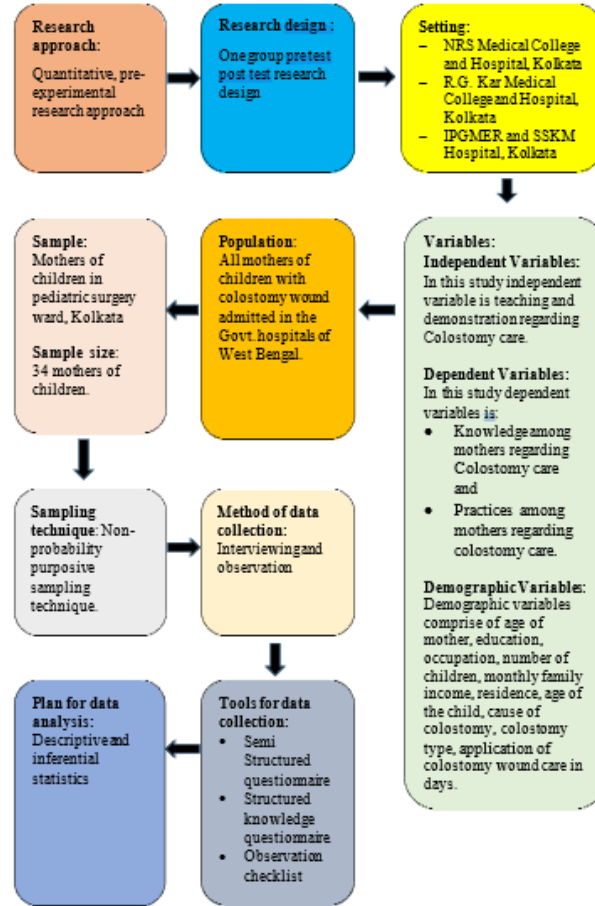 Research
approach:
Quantitative, pre-
experimental
research approach
Research design :
One group pre test
post test research
design
Setting:
– NRS Medical College
and Hospital, Kolkata
– R.G. Kar Medical
College and Hospital,
Kolkata
– IPGMER and SSKM
Hospital, Kolkata
Variables:
Independent Variables:
In this study independent
variable is teaching and
demonstration regarding
Colostomy care.
Dependent Variables:
In this study dependent
variables is:
● Knowledge among
mothers regarding
Colostomy care
and
● Practices among
mothers regarding
colostomy care.
Demographic Variables:
Demographic variables
comprise of age of
mother, education,
occupation, number of
children, monthly family
income, residence, age of
the child, cause of
colostomy, colostomy
type, application of
colostomy wound care in
days.
Population:
All mothers of
children with
colostomy wound
admitted in the
Govt. hospitals of
West Bengal.
Sample:
Mothers of
children in
pediatric surgery
ward, Kolkata
Sample size:
34 mothers of
children.
Sampling
technique: Non-
probability
purposive
sampling
technique.
Method of data
collection:
Interviewing and
observation
Tools for data
collection:
● Semi
Structured
questionnaire
● Structured
knowledge
questionnaire
● Observation
checklist
Plan for data
analysis:
Descriptive and
inferential
statistics